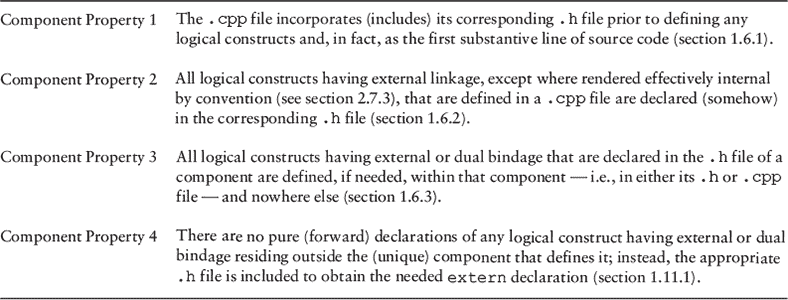 Component Property 1 The .cpp file incorporates (includes) its corresponding .h file prior to defining any
logical constructs and, in fact, as the first substantive line of source code (section 1.6.1).
Component Property 2 All logical constructs having external linkage, except where rendered effectively internal
by convention (see section 2.7.3), that are defined in a .cpp file are declared (somehow)
in the corresponding .h file (section 1.6.2).
Component Property 3 All logical constructs having external or dual bindage that are declared in the .h file of a
component are defined, if needed, within that component — i.e., in either its .h or .cpp
file — and nowhere else (section 1.6.3).
Component Property 4 There are no pure (forward) declarations of any logical construct having external or dual
bindage residing outside the (unique) component that defines it; instead, the appropriate
.h file is included to obtain the needed extern declaration (section 1.11.1).